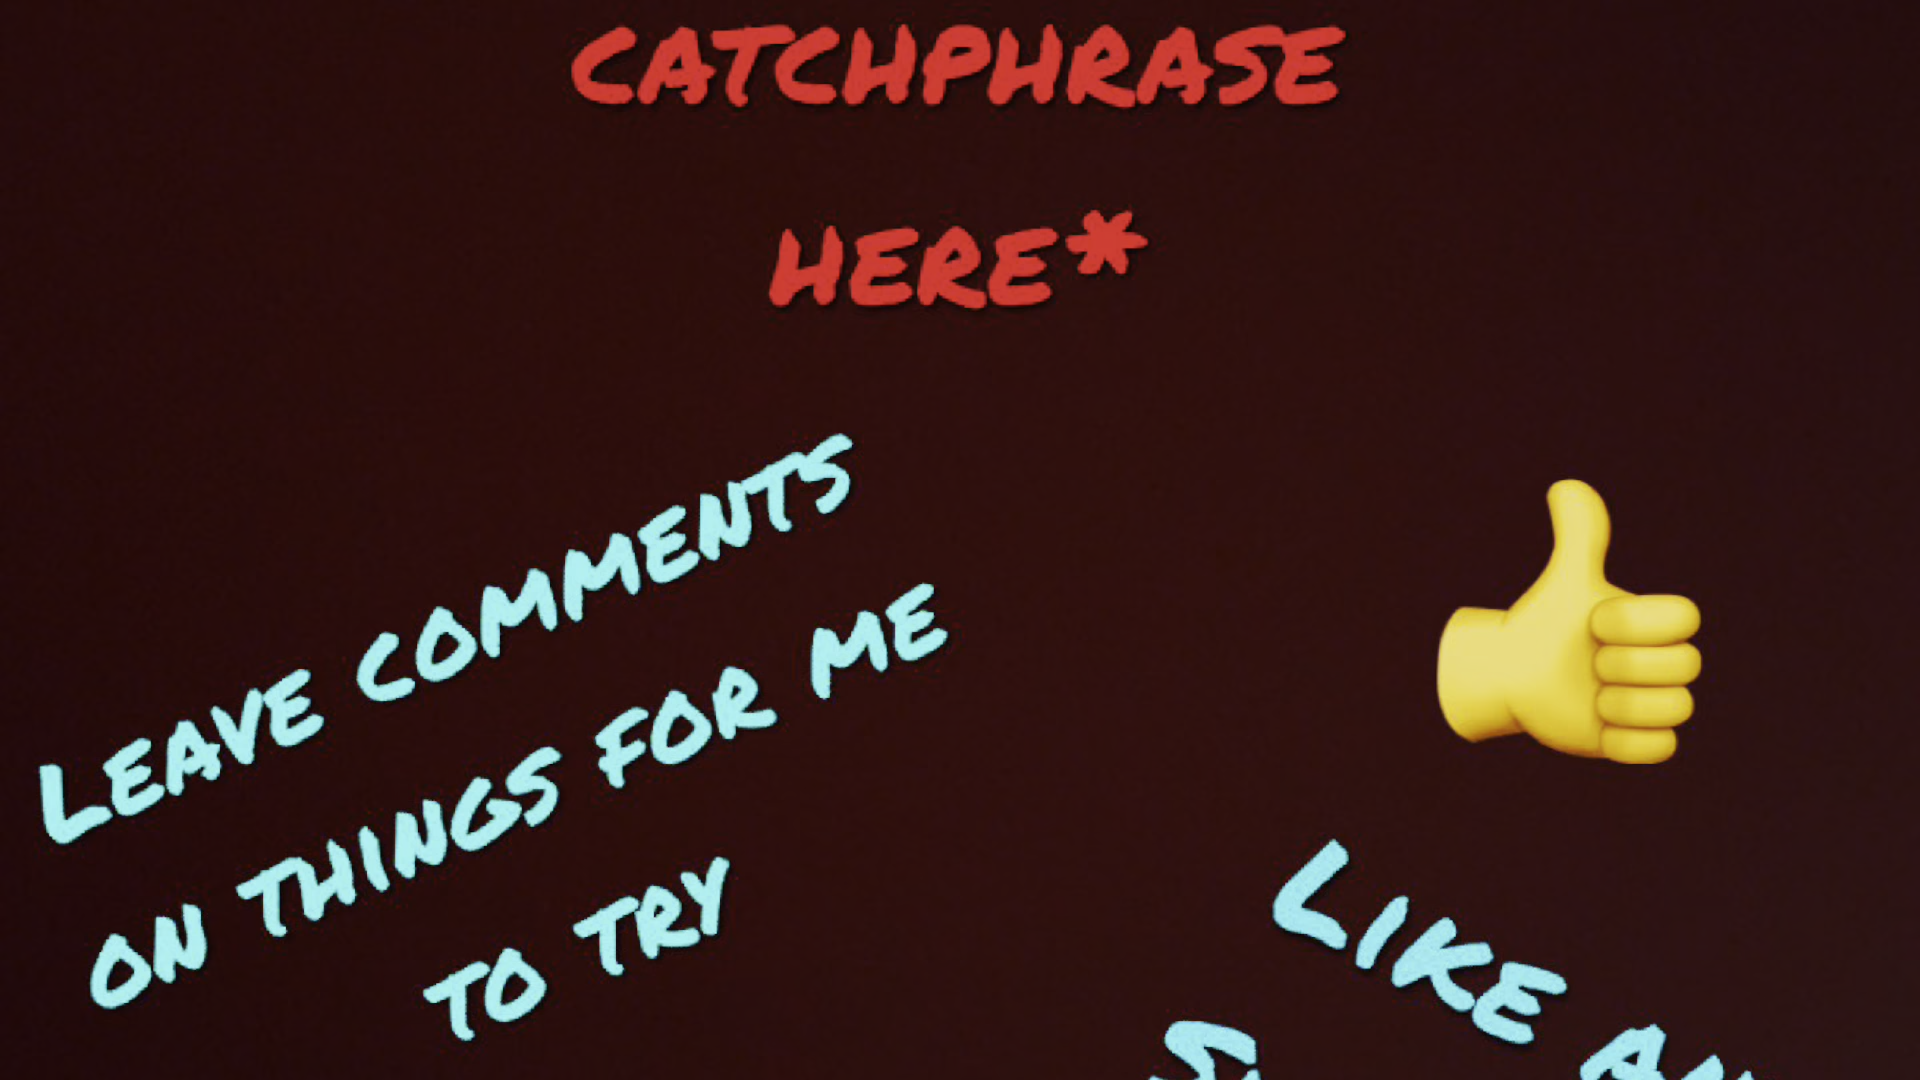 CATCHPHRASE
HERE*
LEAVE COMMENTS
ON THINGS FOR ME
TO TRY
LIKE